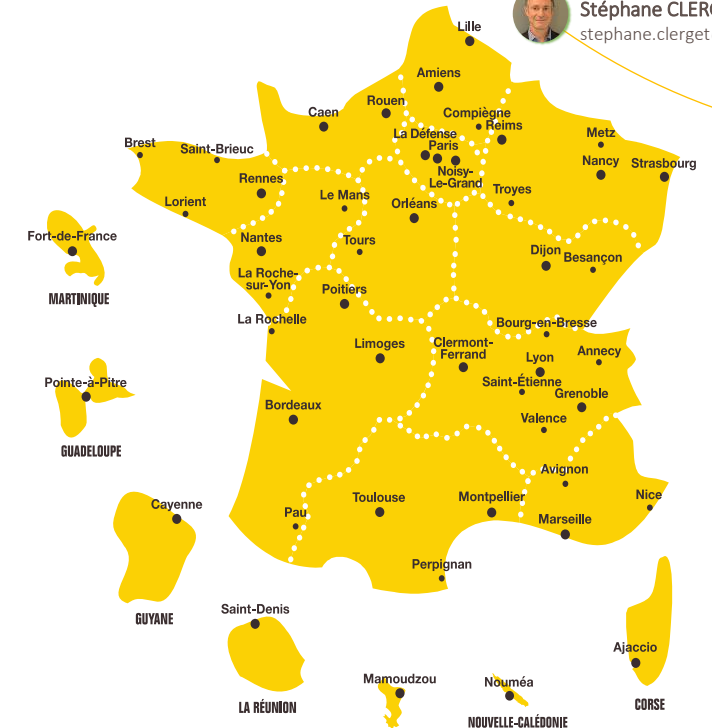 Stéphane CLERG
stephane.clerget
Lille
Amiens
Rouen
Compiègne
Caen
La Défense
Reims
Paris
Metz
Brest
Saint-Brieuc
Noisy-
Le-Grand
Nancy
Strasbourg
Rennes
Troyes
Le Mans
Lorient
Orléans
Fort-de-France
MARTINIQUE
Nantes
Tours
Dijon
Besançon
La Roche-
sur-Yon
Poitiers
La Rochelle
Bourg-en-Bresse
Limoges
Clermont-
Ferrand
Lyon
Annecy
Pointe-à-Pitre
GUADELOUPE
Saint-Étienne
Grenoble
Bordeaux
Valence
Avignon
Cayenne
GUYANE
Pau
Toulouse
Montpellier
Nice
Marseille
Perpignan
Saint-Denis
LA RÉUNION
Mamoudzou
Nouméa
NOUVELLE-CALÉDONIE
Ajaccio
CORSE